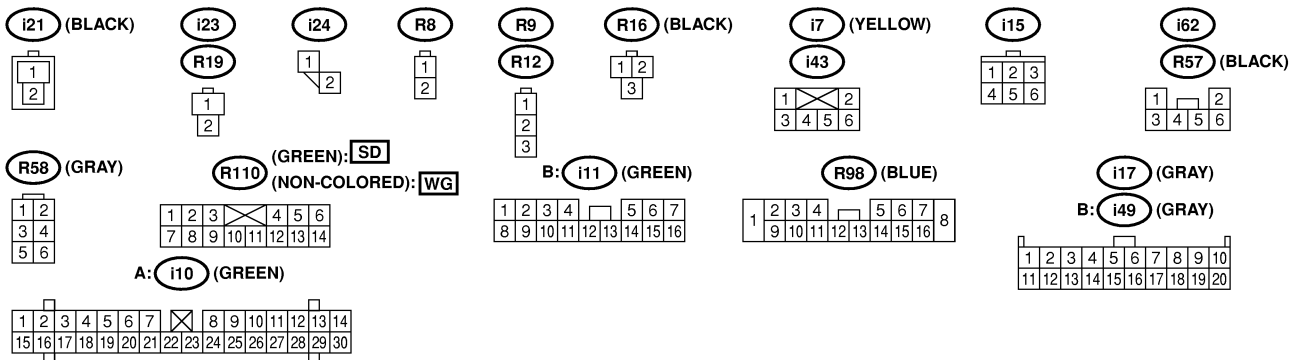 i21 (BLACK) i23 i24 R8 R9 R16 (BLACK) i7 (YELLOW) i15 i62
R19 R12 i43 R57 (BLACK)
1
2
1
2
1
2
1
2
1
2
3
1 2
3
1 2
3 4 5 6
1 2 3
4 5 6
1 2
3 4 5 6
R58 (GRAY)
1 2
3 4
5 6
R110 (GREEN): SD
(NON-COLORED): WG
1 2 3 4 5 6
7 8 9 10 11 12 13 14
B: i11 (GREEN)
1 2 3 4 5 6 7
8 9 10 11 12 13 14 15 16
R98 (BLUE)
1 2 3 4 5 6 7 8
9 10 11 12 13 14 15 16
i17 (GRAY)
B: i49 (GRAY)
1 2 3 4 5 6 7 8 9 10
11 12 13 14 15 16 17 18 19 20
A: i10 (GREEN)
1 2 3 4 5 6 7 8 9 10 11 12 13 14
15 16 17 18 19 20 21 22 23 24 25 26 27 28 29 30